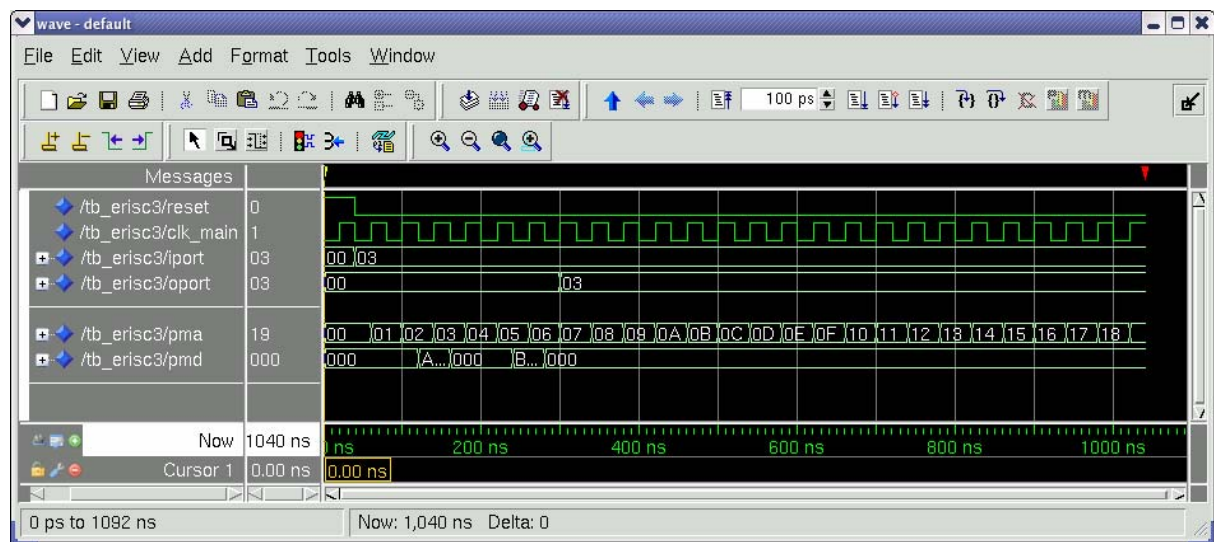 wave - default
File Edit View Add Format Tools Window
100 ps
Messages
/tb_erisc3/reset 0
/tb_erisc3/clk_main 1
/tb_erisc3/iport 03 00 03
/tb_erisc3/oport 03 00 03
/tb_erisc3/pma 19 00 01 02 03 04 05 06 07 08 09 0A 0B 0C 0D 0E 0F 10 11 12 13 14 15 16 17 18
/tb_erisc3/pmd 000 000 A... 000 B... 000
Now 1040 ns ns 200 ns 400 ns 600 ns 800 ns 1000 ns
Cursor 1 0.00 ns 0.00 ns
0 ps to 1092 ns Now: 1,040 ns Delta: 0